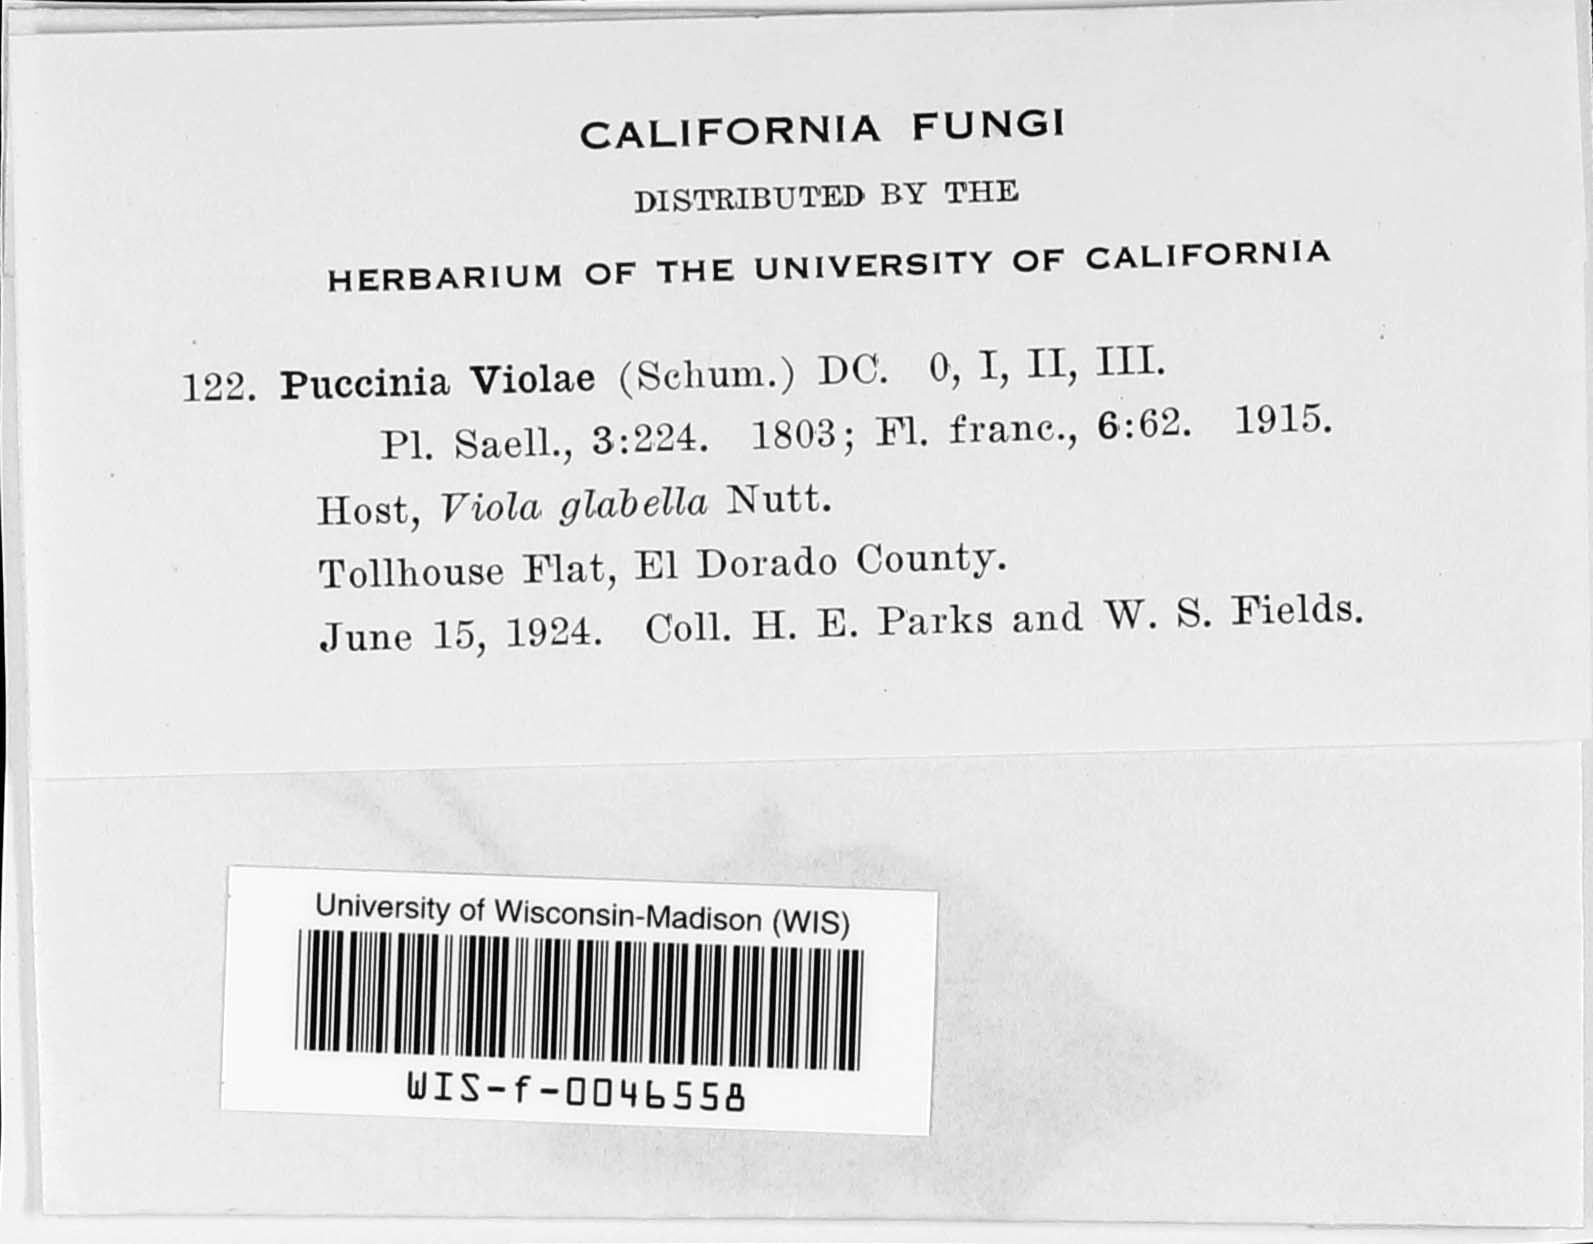 CALIFORNIA FUNGI
DISTRIBUTED BY THE
HERBARIUM OF THE UNIVERSITY OF CALIFORNIA
122. Puccinia Violae (Schum.) DC. 0, I, II, III.
Pl. Saell., 3:224. 1803; Fl. franc., 6:62. 1915.
Host, Viola glabella Nutt.
Tollhouse Flat, El Dorado County.
June 15, 1924. Coll. H. E. Parks and W. S. Fields.
University of Wisconsin-Madison (WIS)
WIS-f-0046558